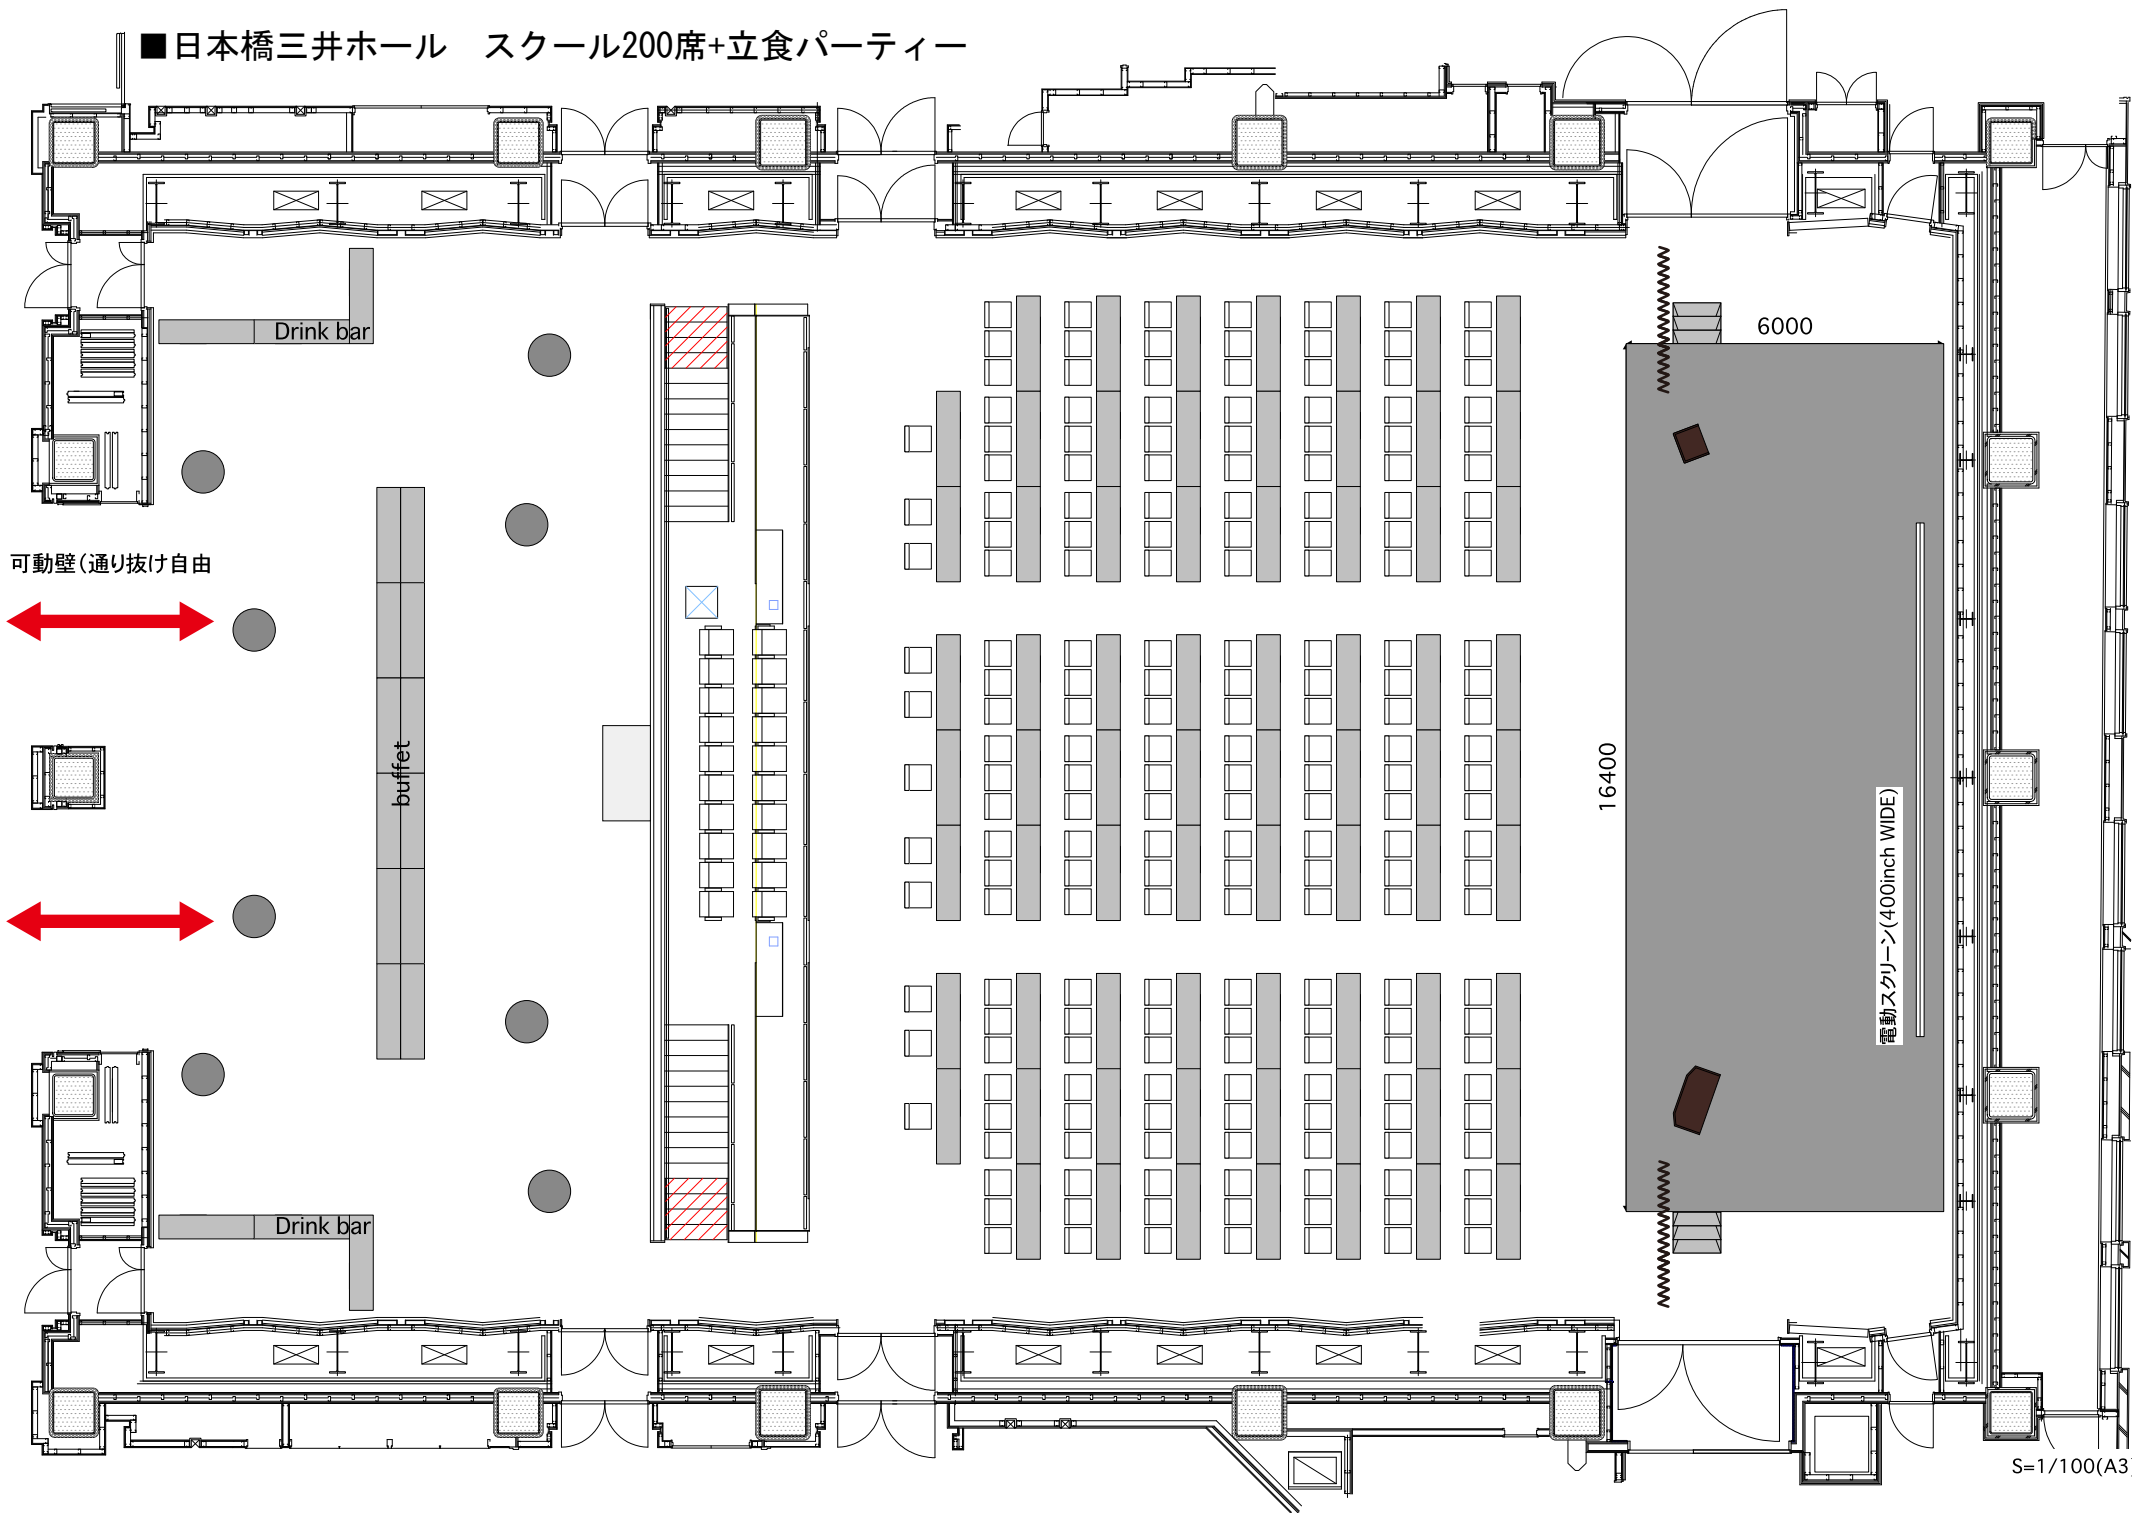 ■日本橋三井ホール　スクール200席+立食パーティー
Drink bar
6000
可動壁(通り抜け自由
buffet
16400
電動スクリーン(400inch WIDE)
Drink bar
S=1/100(A3)